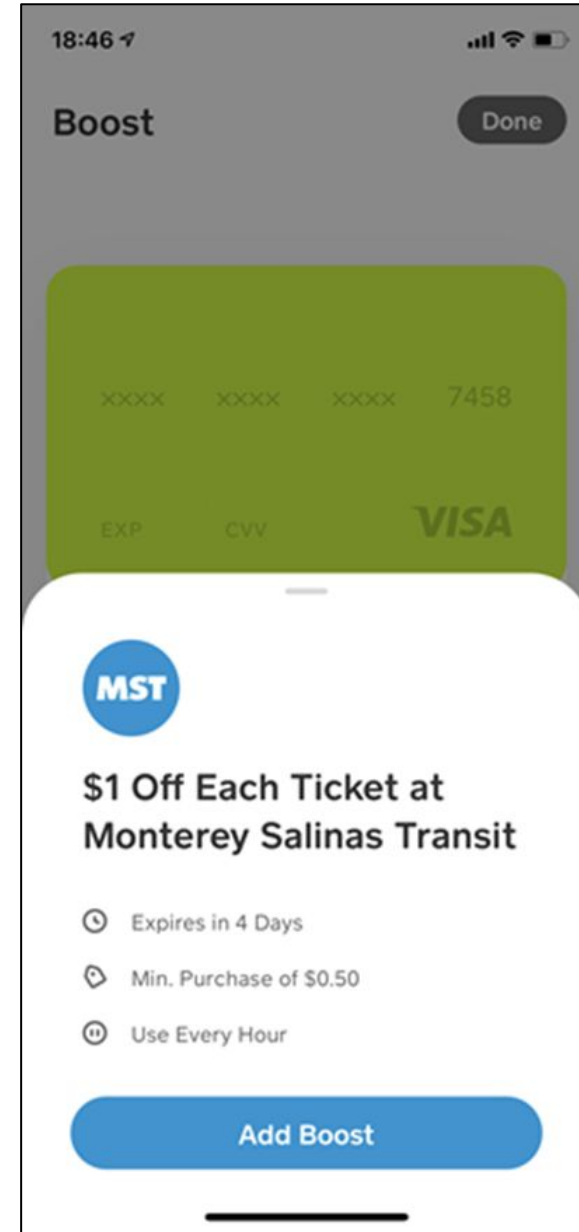 18:46
Boost
Done
xxxx xxxx xxxx 7458
EXP CVV VISA
MST
$1 Off Each Ticket at
Monterey Salinas Transit
Expires in 4 Days
Min. Purchase of $0.50
Use Every Hour
Add Boost